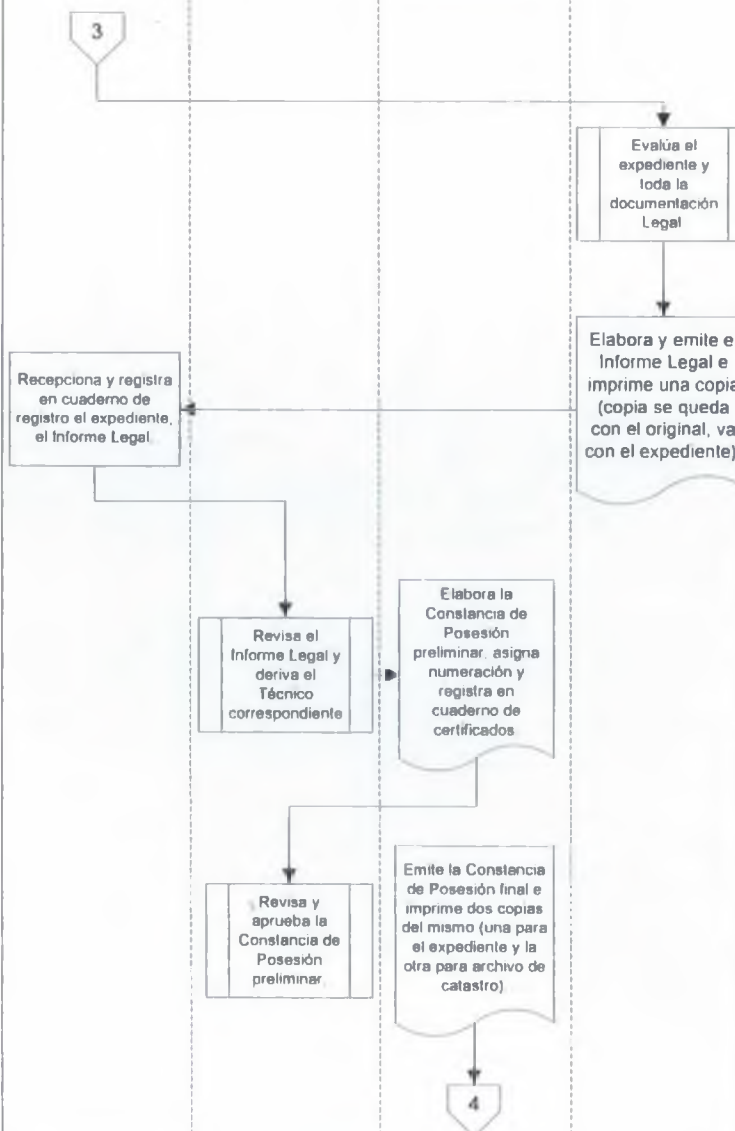 3
Evalúa el
expediente y
toda la
documentación
Legal
Elabora y emite e
Informe Legal e
imprime una copia
(copia se queda
con el original, va
con el expediente)
Recepciona y registra
en cuaderno de
registro el expediente,
el Informe Legal
Revisa el
Informe Legal y
deriva el
Técnico
correspondiente
Elabora la
Constancia de
Posesión
preliminar, asigna
numeración y
registra en
cuaderno de
certificados
Revisa y
aprueba la
Constancia de
Posesión
preliminar.
Emite la Constancia
de Posesión final e
imprime dos copias
del mismo (una para
el expediente y la
otra para archivo de
catastro)
4